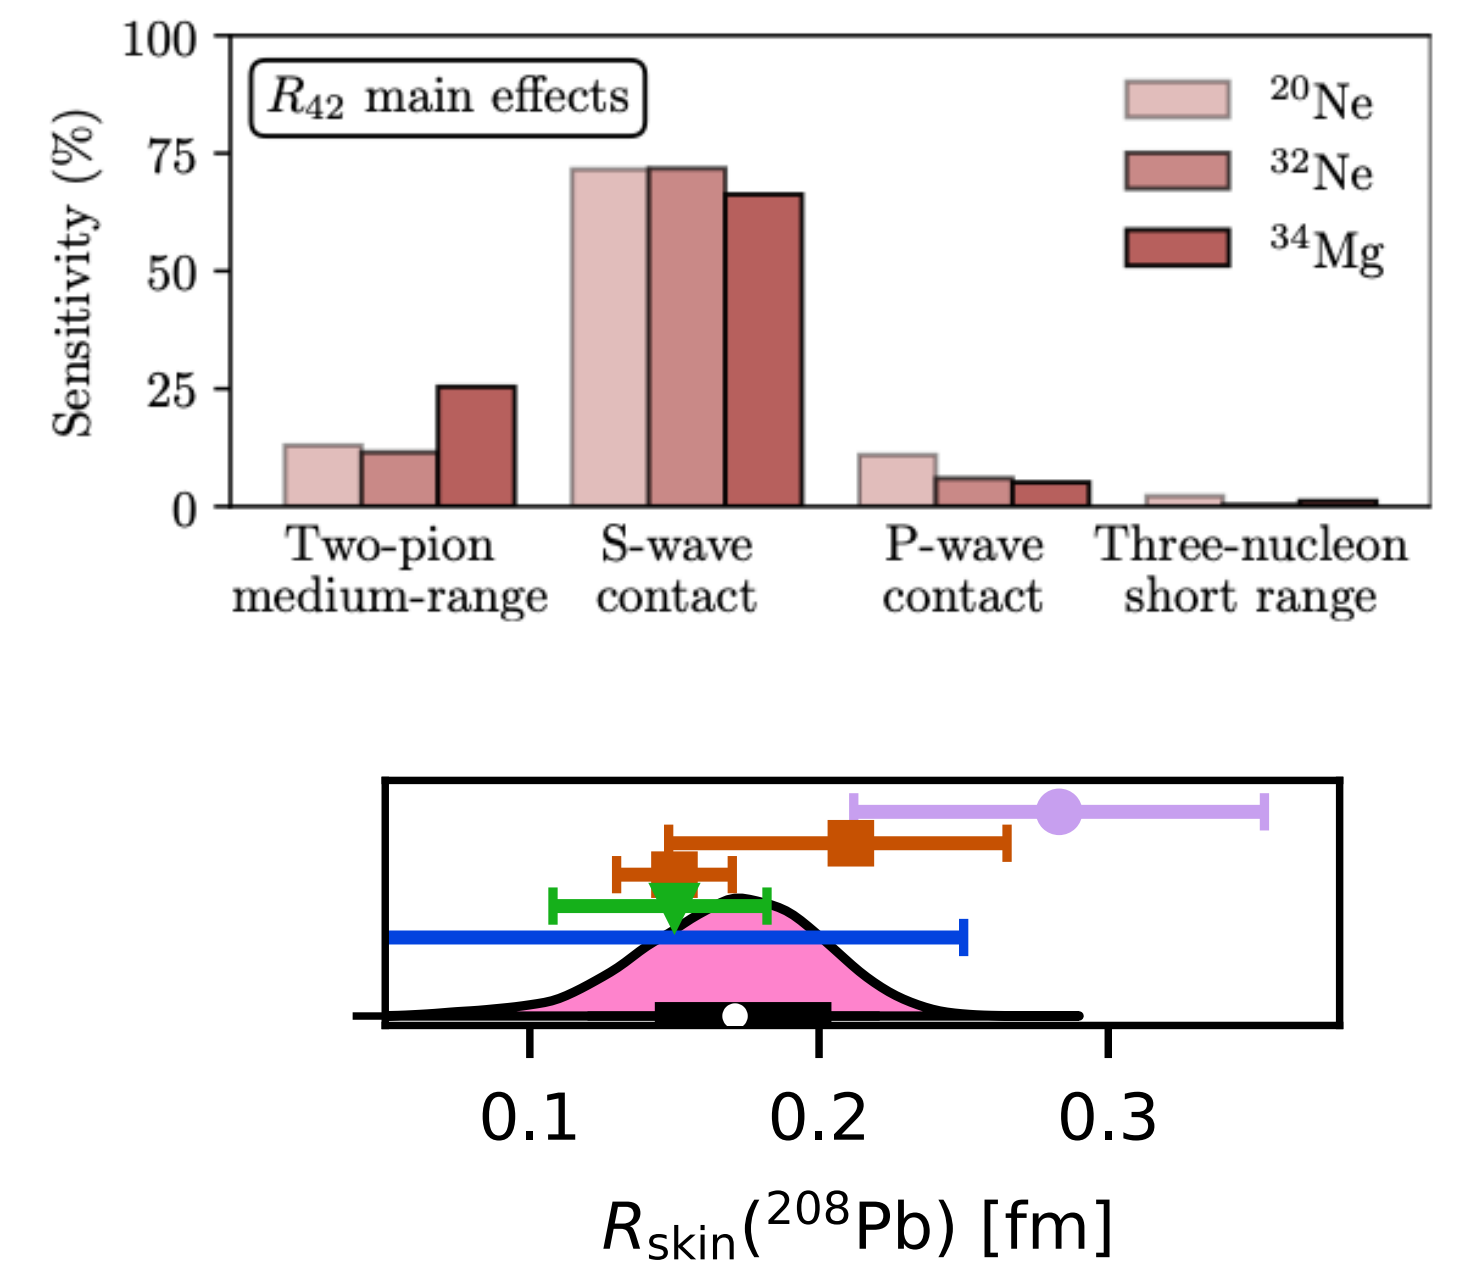 100
75
50
25
0
Sensitivity (%)
R₄₂ main effects
²⁰Ne
³²Ne
³⁴Mg
Two-pion medium-range
S-wave contact
P-wave contact
Three-nucleon short range
0.1 0.2 0.3
R_skin(²⁰⁸Pb) [fm]